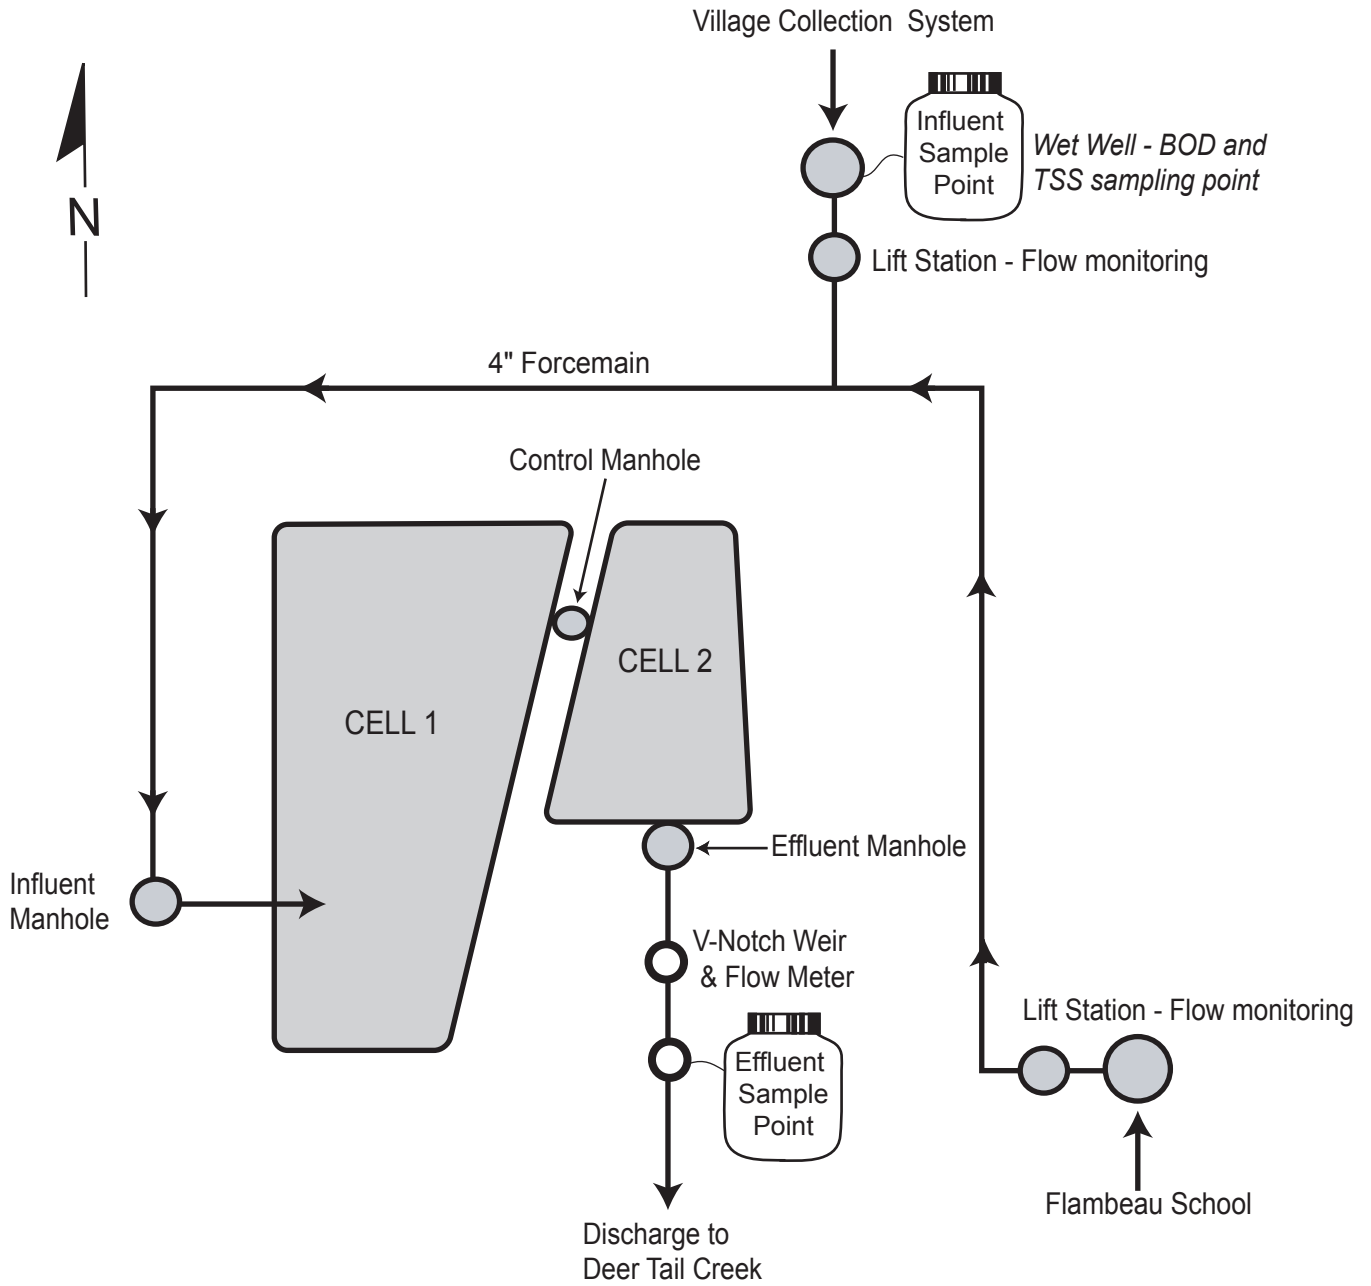 Village Collection System
Influent
Sample
Point
Wet Well - BOD and
TSS sampling point
N
Lift Station - Flow monitoring
4" Forcemain
Control Manhole
CELL 2
CELL 1
Effluent Manhole
Influent
Manhole
V-Notch Weir
& Flow Meter
Lift Station - Flow monitoring
Effluent
Sample
Point
Flambeau School
Discharge to
Deer Tail Creek